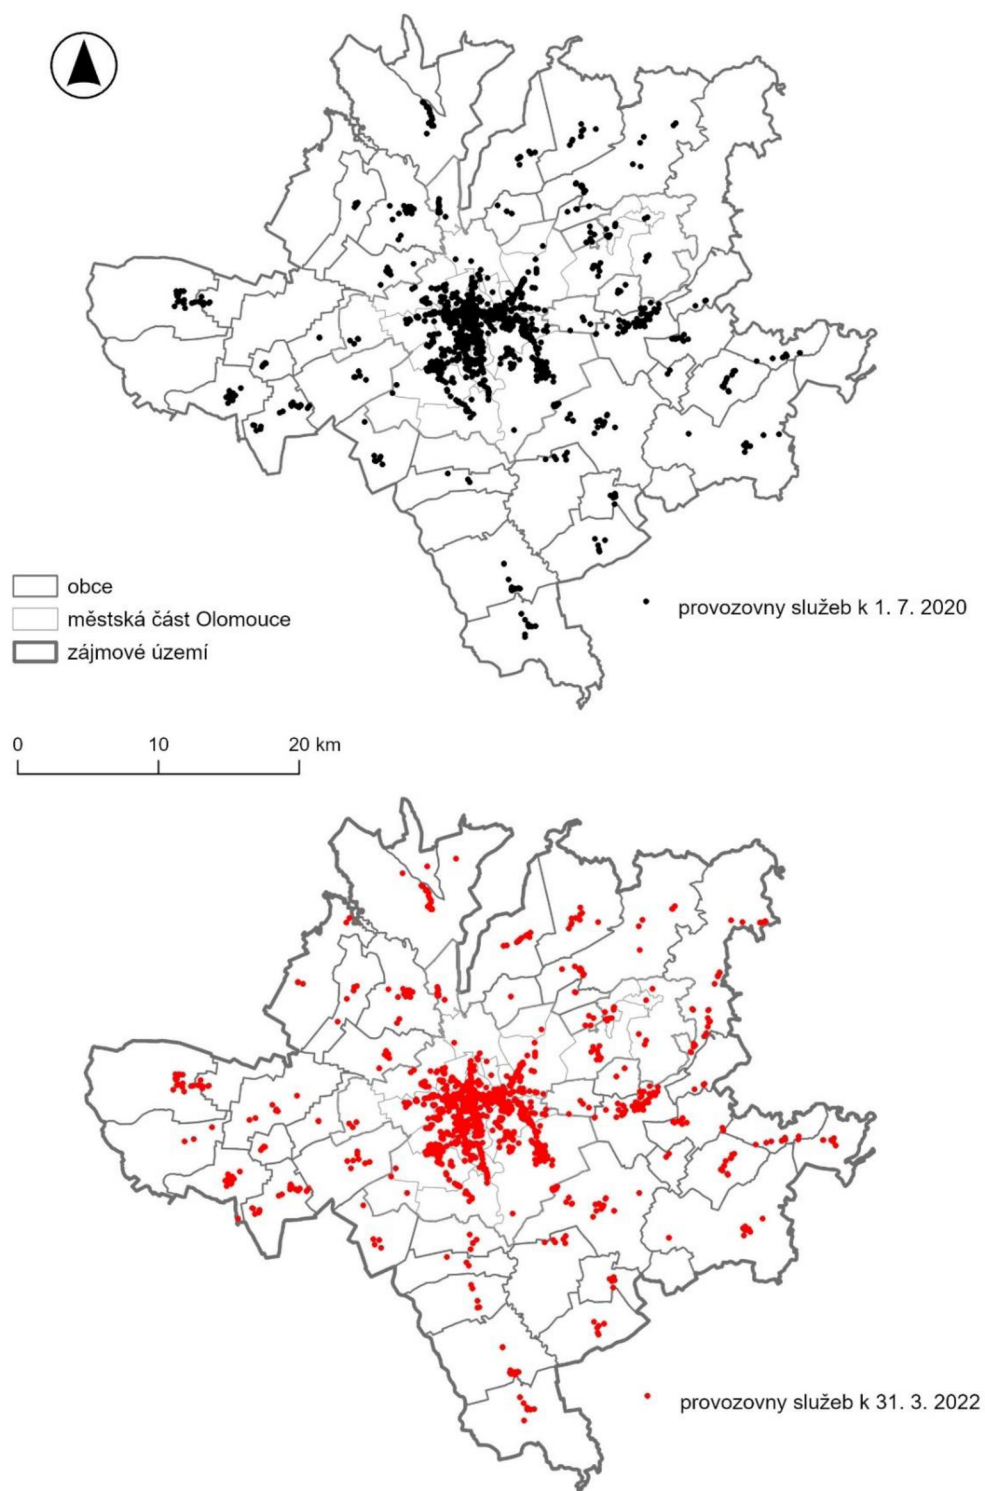 obce
městská část Olomouce
zájmové území
provozovny služeb k 1. 7. 2020
0 10 20 km
provozovny služeb k 31. 3. 2022